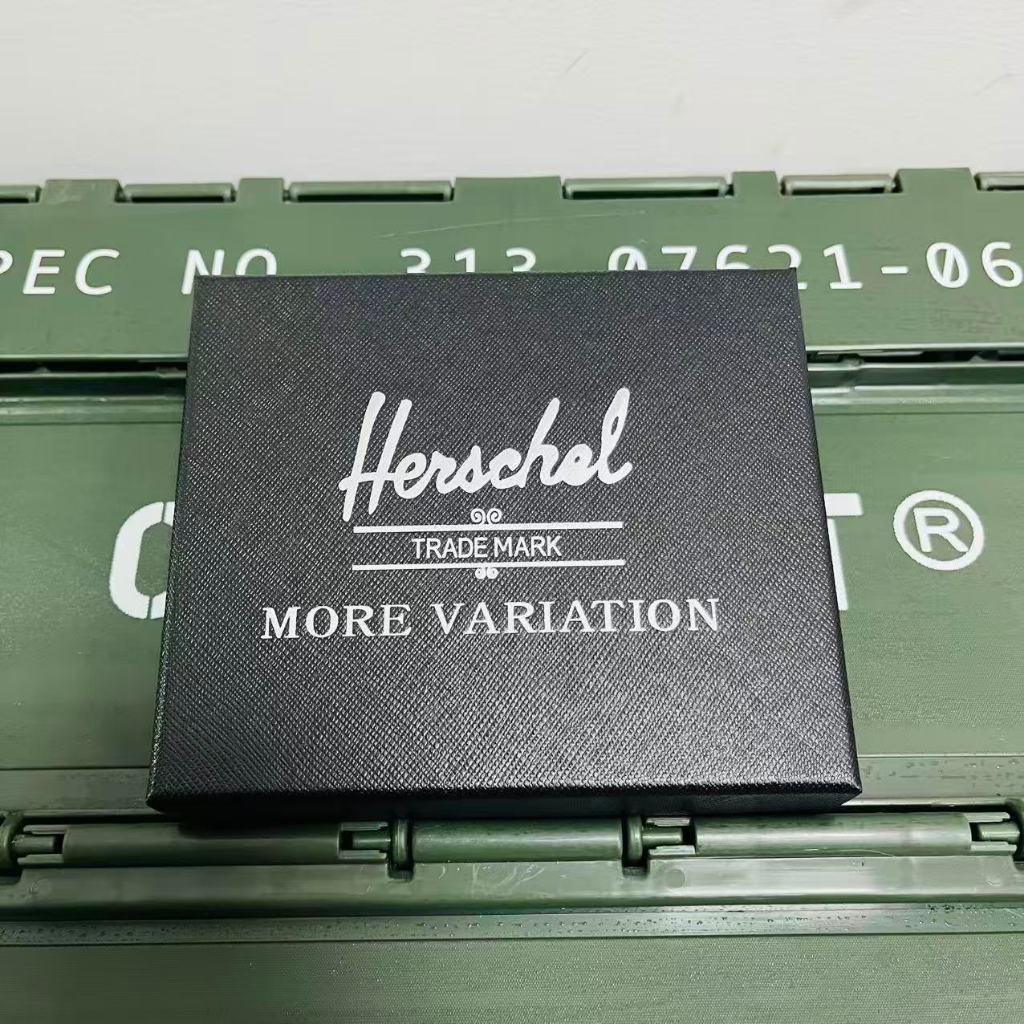 PEC NO. 313-07621-06
®
Herschel
TRADE MARK
MORE VARIATION